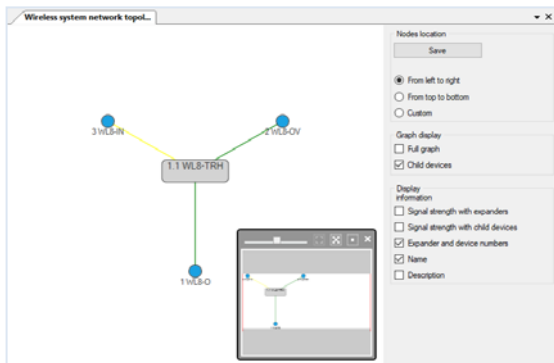 Wireless system network topol...
3 WL8-IN
2 WL8-OV
1.1 WL8-TRH
1 WL8-O
Nodes location
Save
From left to right
From top to bottom
Custom
Graph display
Full graph
Child devices
Display
information
Signal strength with expanders
Signal strength with child devices
Expander and device numbers
Name
Description